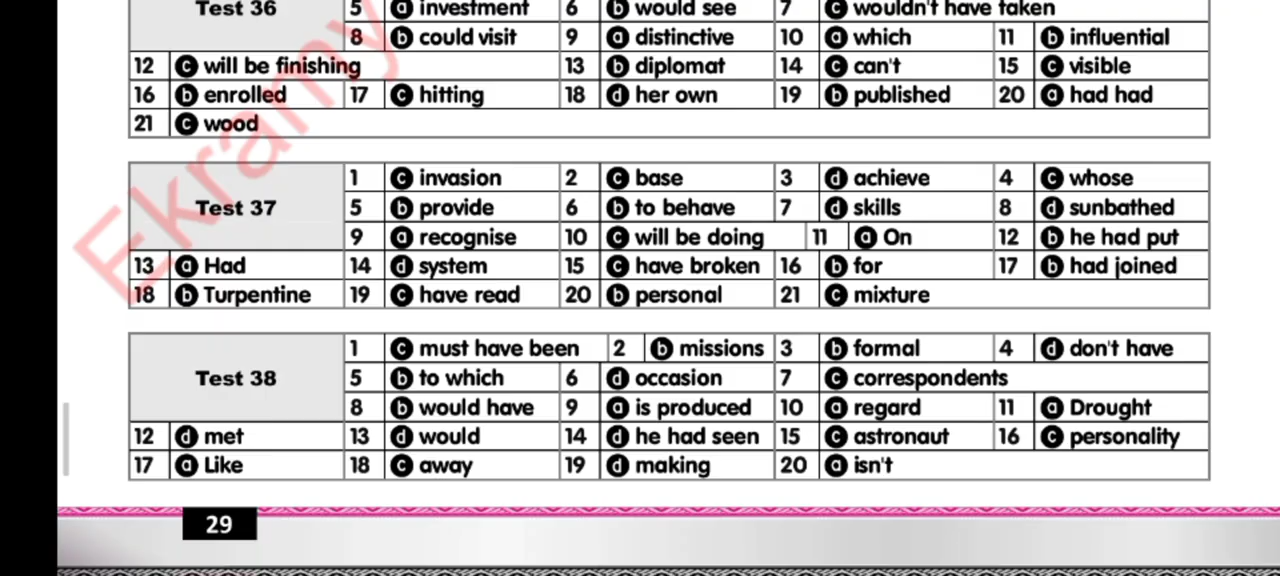 Test 36
5 a investment 6 b would see 7 c wouldn't have taken
8 b could visit 9 a distinctive 10 a which 11 b influential
12 c will be finishing 13 b diplomat 14 c can't 15 c visible
16 b enrolled 17 c hitting 18 d her own 19 b published 20 a had had
21 c wood
Test 37
1 c invasion 2 c base 3 d achieve 4 c whose
5 b provide 6 b to behave 7 d skills 8 d sunbathed
9 a recognise 10 c will be doing 11 a On 12 b he had put
13 a Had 14 d system 15 c have broken 16 b for 17 b had joined
18 b Turpentine 19 c have read 20 b personal 21 c mixture
Test 38
1 c must have been 2 b missions 3 b formal 4 d don't have
5 b to which 6 d occasion 7 c correspondents
8 b would have 9 a is produced 10 a regard 11 a Drought
12 d met 13 d would 14 d he had seen 15 c astronaut 16 c personality
17 a Like 18 c away 19 d making 20 a isn't
29
Ekramy